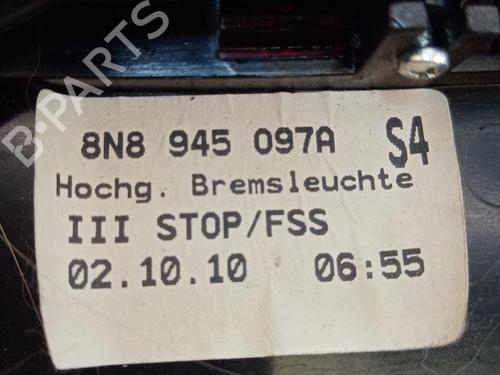 8N8 945 097A S4
Hochg. Bremsleuchte
III STOP/FSS
02.10.10 06:55
B-PARTS